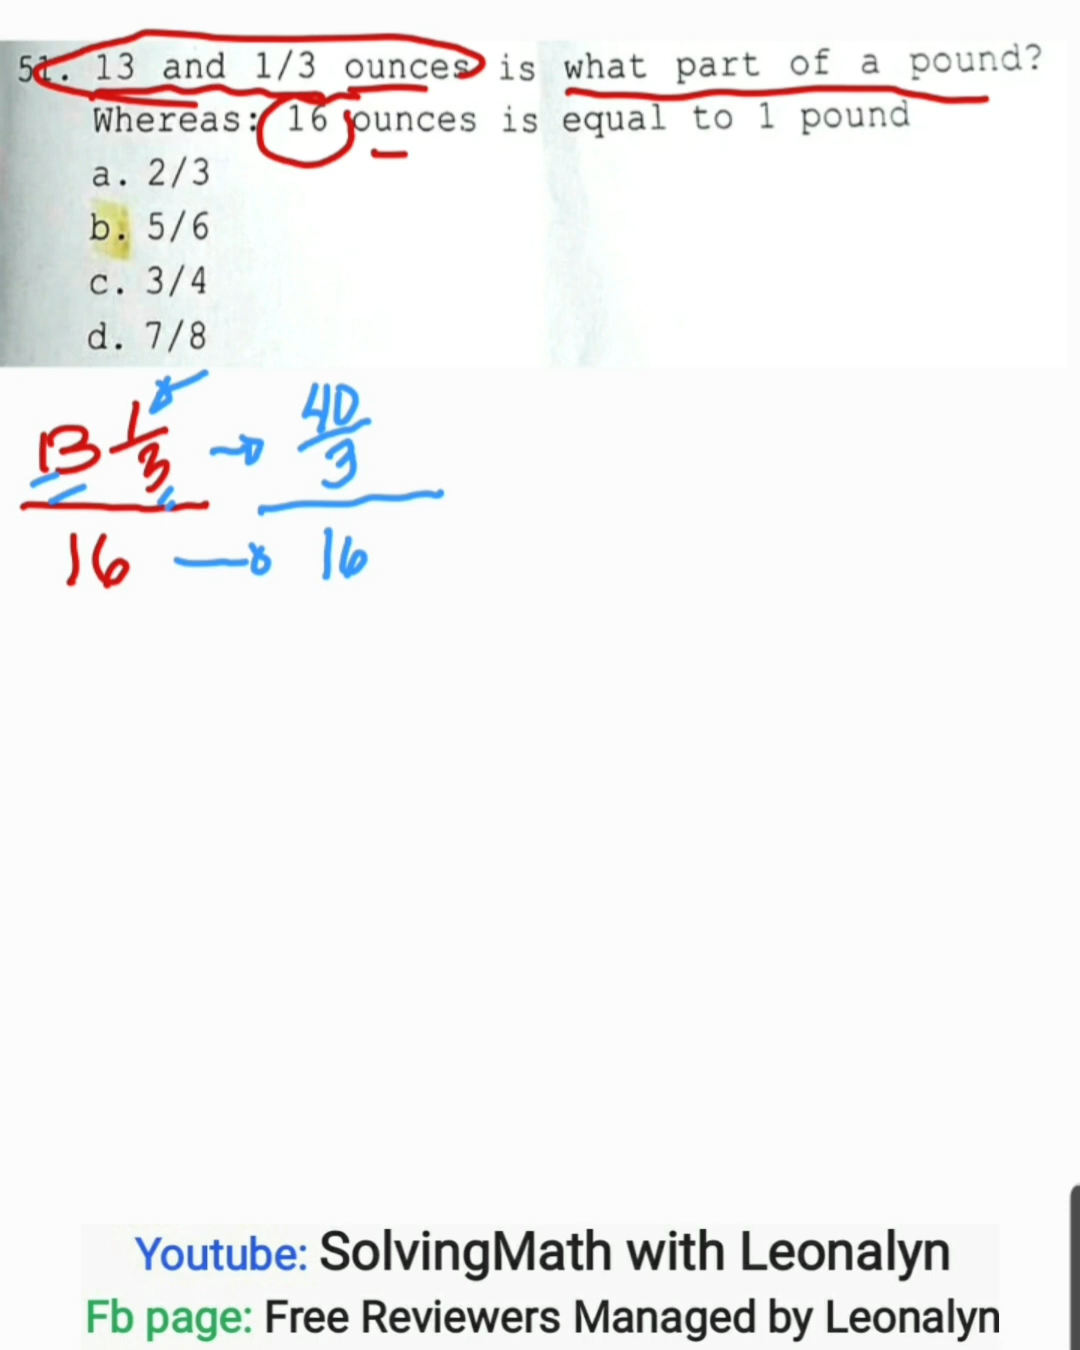 51. 13 and 1/3 ounces is what part of a pound?
Whereas: 16 ounces is equal to 1 pound
a. 2/3
b. 5/6
c. 3/4
d. 7/8
13 1/3 → 40/3
16 → 16
Youtube: SolvingMath with Leonalyn
Fb page: Free Reviewers Managed by Leonalyn